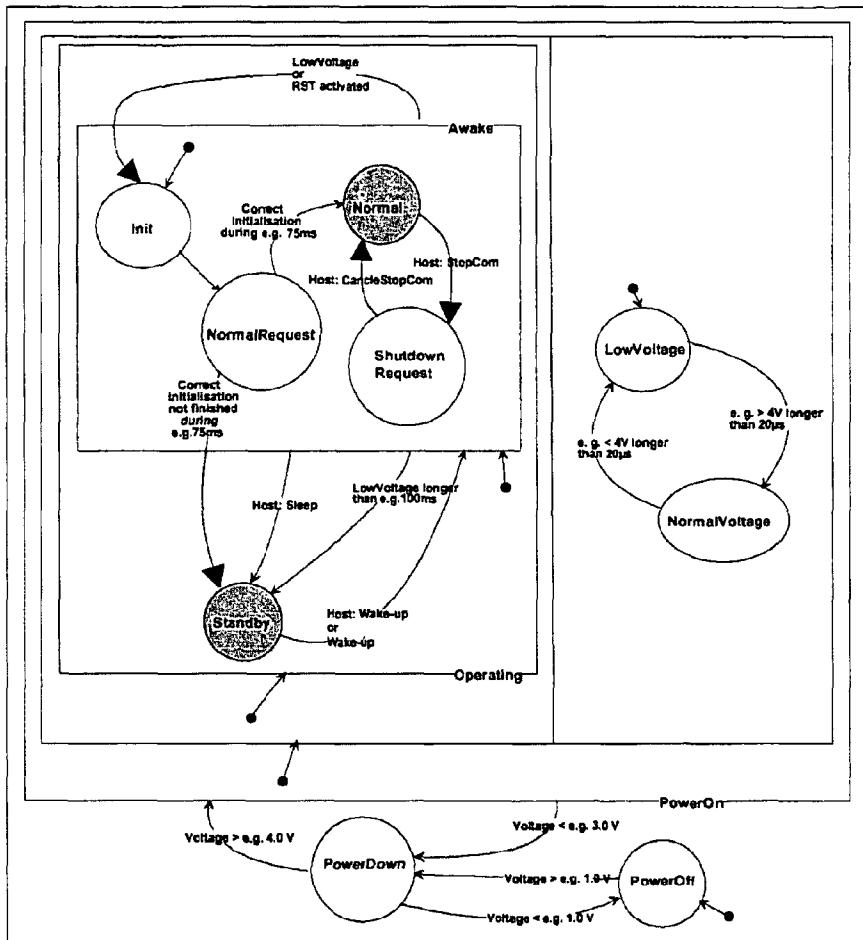 LowVoltage
or
RST activated
Awake
Init
Correct
initialisation
during e.g. 75ms
Normal
Host: StopCom
Host: CancleStopCom
NormalRequest
Shutdown
Request
Correct
initialisation
not finished
during
e.g.75ms
Host: Sleep
LowVoltage longer
than e.g.100ms
Standby
Host: Wake-up
or
Wake-up
Operating
LowVoltage
e. g. > 4V longer
than 20µs
e. g. < 4V longer
than 20µs
NormalVoltage
PowerOn
Voltage > e.g. 4.0 V
Voltage < e.g. 3.0 V
PowerDown
Voltage > e.g. 1.0 V
PowerOff
Voltage < e.g. 1.0 V